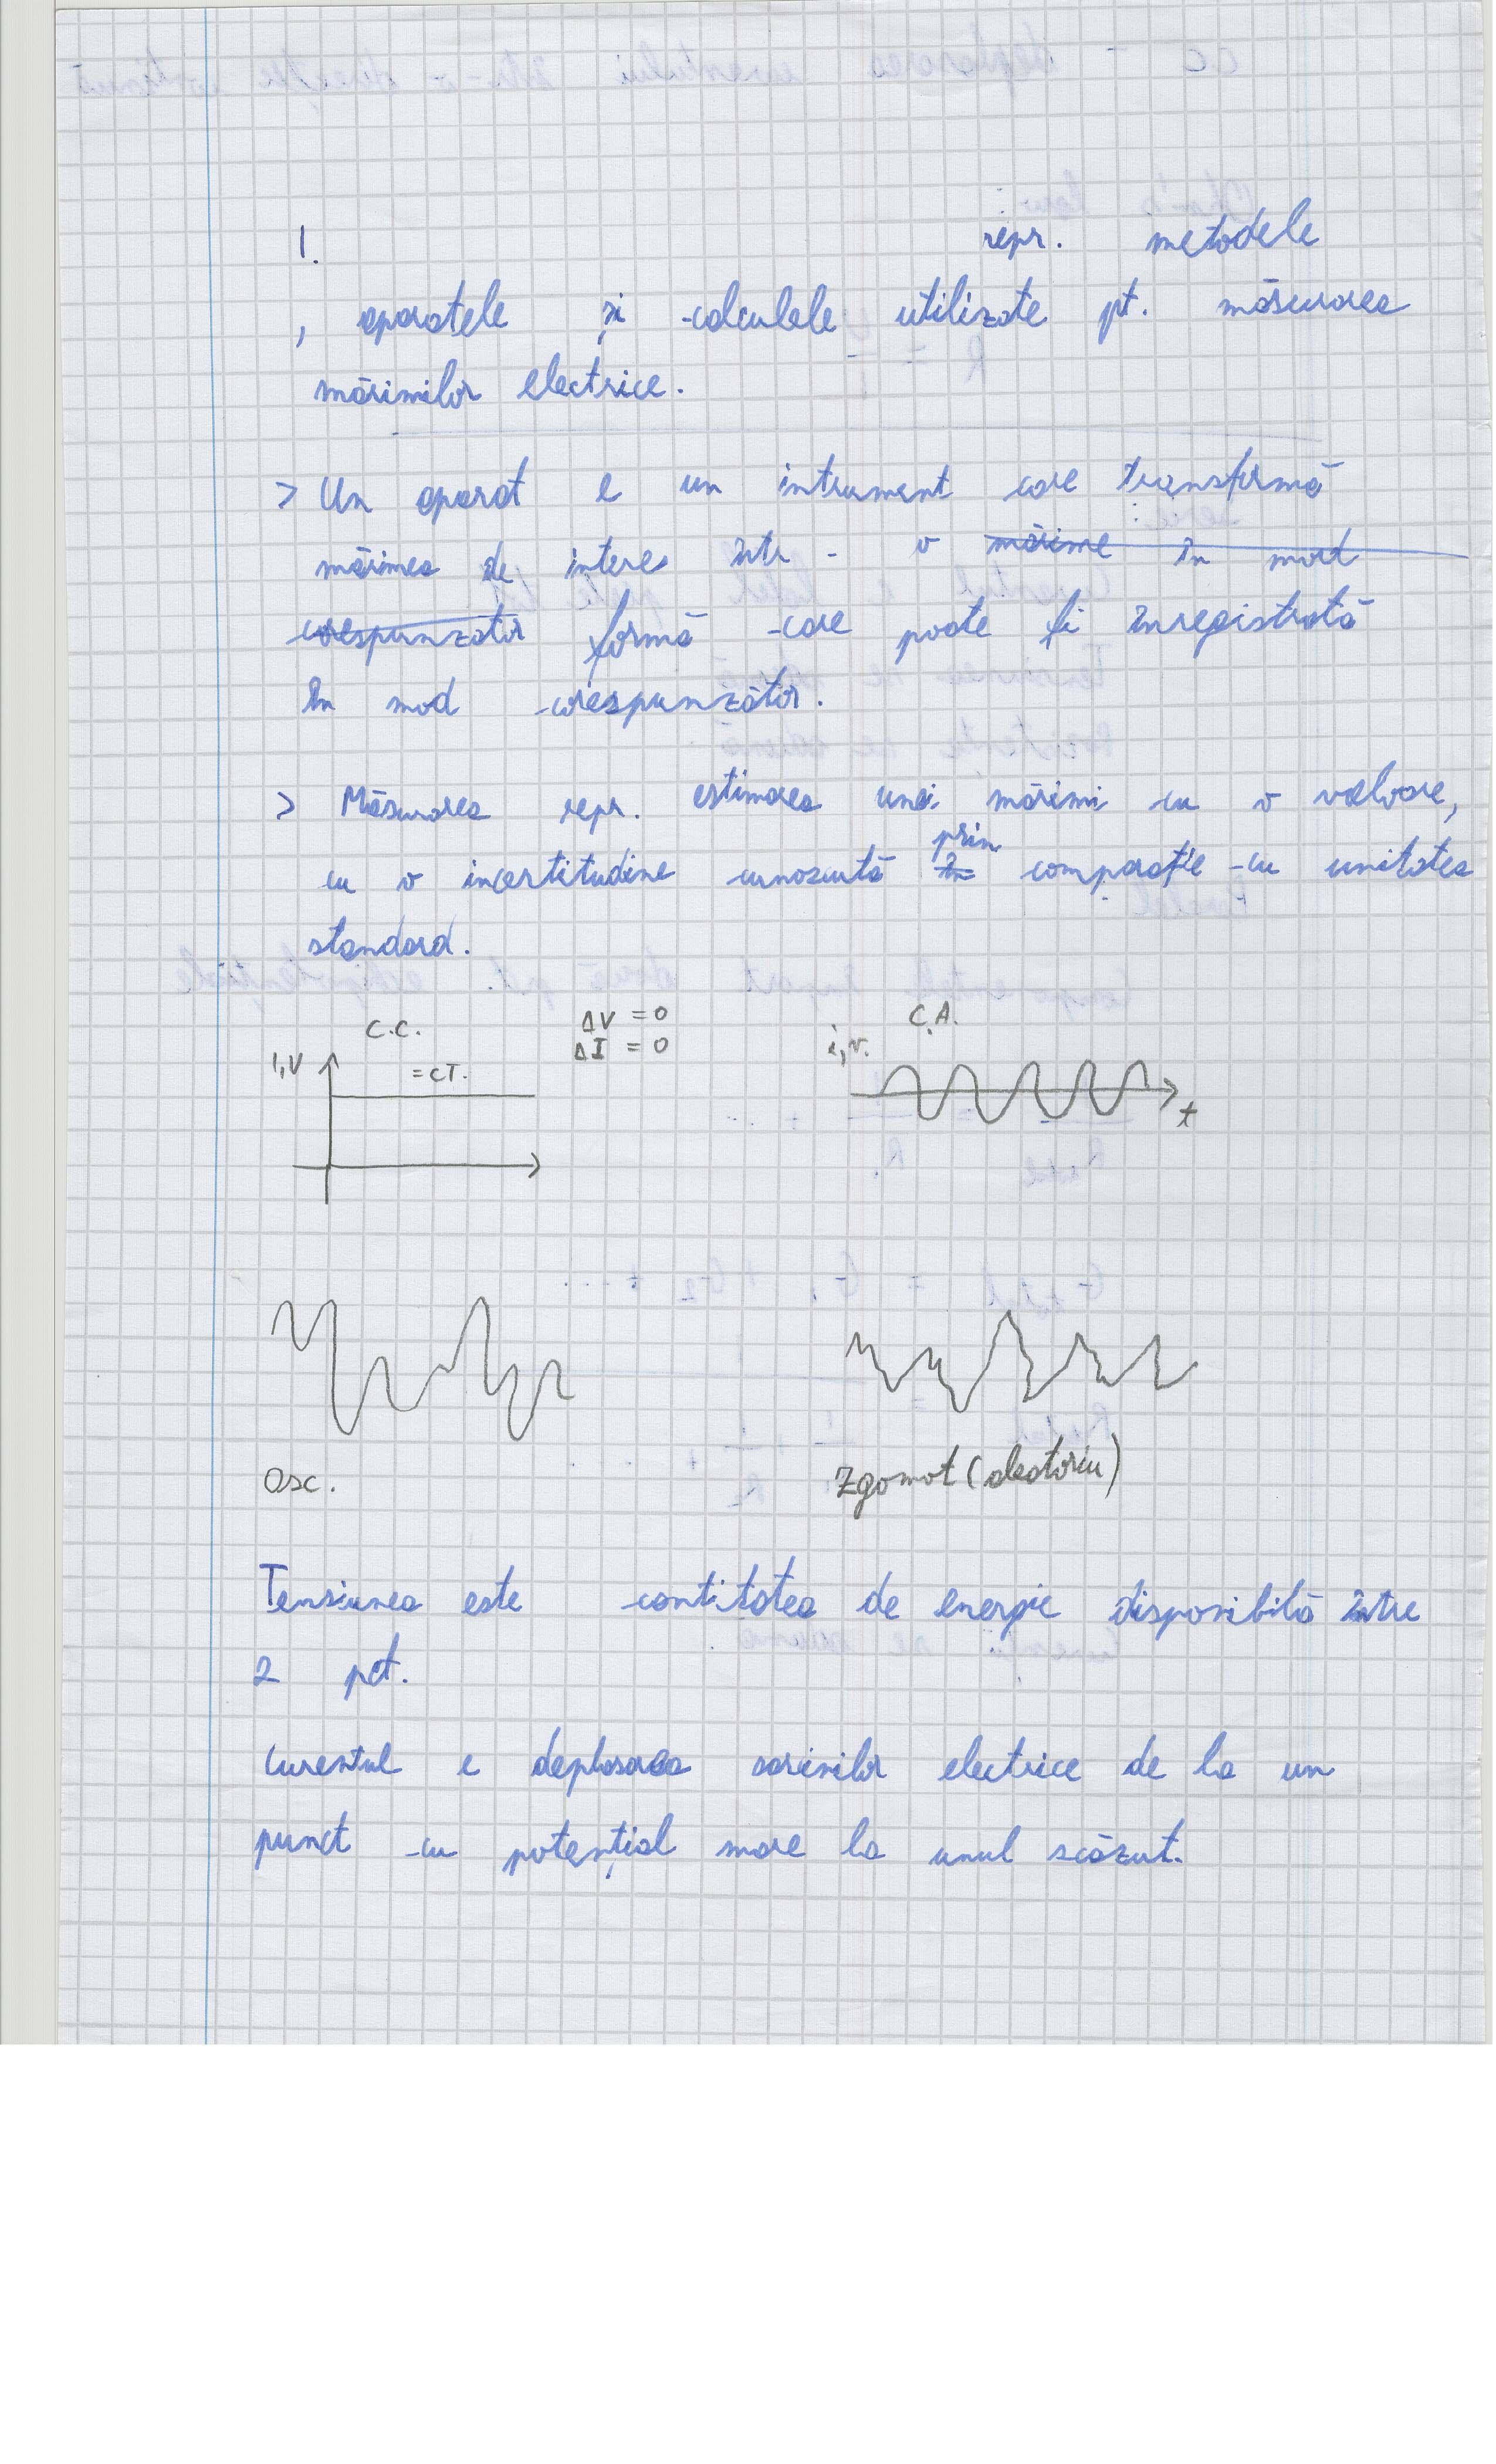 1. repr. metodele
, aparatele și calculele utilizate pt. măsurarea
mărimilor electrice.
> Un aparat e un intrument care transformă
mărimea de interes într-o ~~mărime în mod~~
~~corespunzător~~ formă care poate fi înregistrată
în mod corespunzător.
> Măsurarea repr. estimarea unei mărimi cu o valoare,
cu o incertitudine cunoscută ~~în~~ prin comparație cu unitatea
standard.
C.C.
ΔV = 0
ΔI = 0
I,V
= cT.
C.A.
i,v.
t
Osc.
Zgomot (aleatoriu)
Tensiunea este cantitatea de energie disponibilă între
2 pct.
Curentul e deplasarea sarcinilor electrice de la un
punct cu potențial mare la unul scăzut.